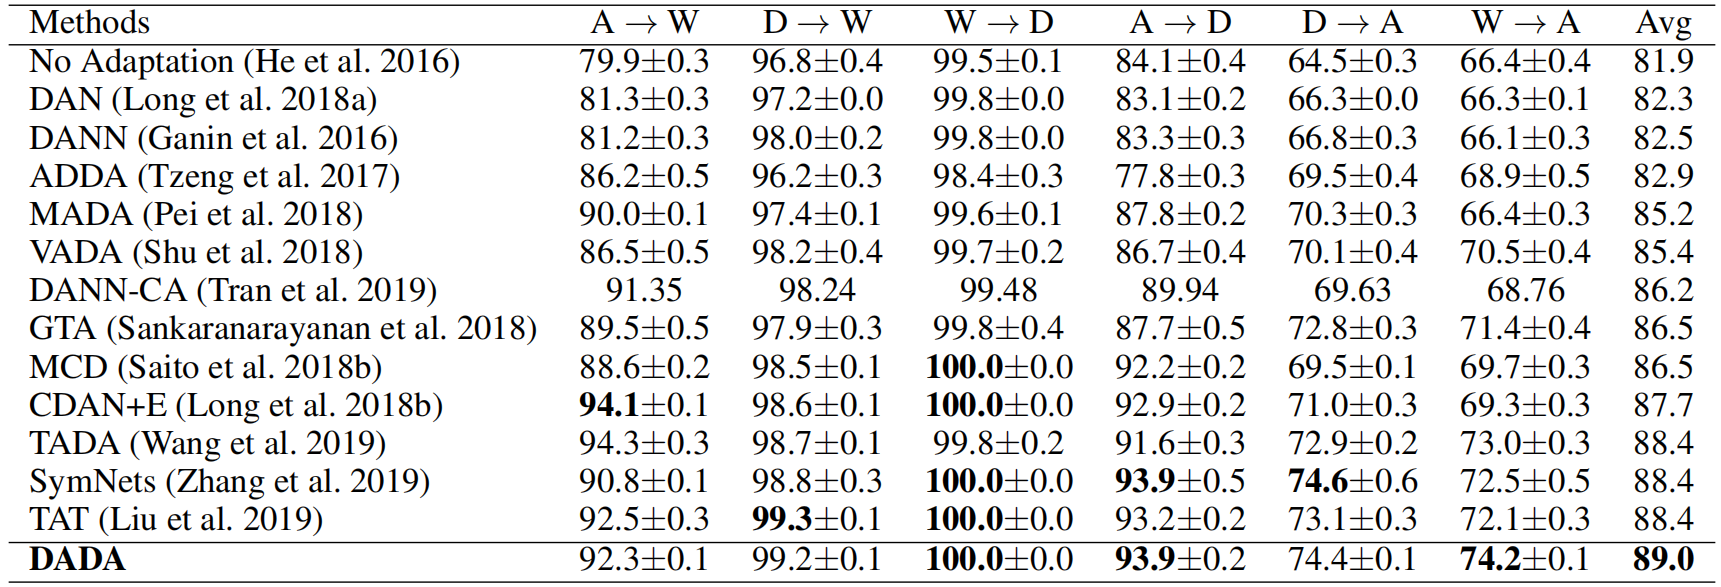 Methods A → W D → W W → D A → D D → A W → A Avg
No Adaptation (He et al. 2016) 79.9±0.3 96.8±0.4 99.5±0.1 84.1±0.4 64.5±0.3 66.4±0.4 81.9
DAN (Long et al. 2018a) 81.3±0.3 97.2±0.0 99.8±0.0 83.1±0.2 66.3±0.0 66.3±0.1 82.3
DANN (Ganin et al. 2016) 81.2±0.3 98.0±0.2 99.8±0.0 83.3±0.3 66.8±0.3 66.1±0.3 82.5
ADDA (Tzeng et al. 2017) 86.2±0.5 96.2±0.3 98.4±0.3 77.8±0.3 69.5±0.4 68.9±0.5 82.9
MADA (Pei et al. 2018) 90.0±0.1 97.4±0.1 99.6±0.1 87.8±0.2 70.3±0.3 66.4±0.3 85.2
VADA (Shu et al. 2018) 86.5±0.5 98.2±0.4 99.7±0.2 86.7±0.4 70.1±0.4 70.5±0.4 85.4
DANN-CA (Tran et al. 2019) 91.35 98.24 99.48 89.94 69.63 68.76 86.2
GTA (Sankaranarayanan et al. 2018) 89.5±0.5 97.9±0.3 99.8±0.4 87.7±0.5 72.8±0.3 71.4±0.4 86.5
MCD (Saito et al. 2018b) 88.6±0.2 98.5±0.1 100.0±0.0 92.2±0.2 69.5±0.1 69.7±0.3 86.5
CDAN+E (Long et al. 2018b) 94.1±0.1 98.6±0.1 100.0±0.0 92.9±0.2 71.0±0.3 69.3±0.3 87.7
TADA (Wang et al. 2019) 94.3±0.3 98.7±0.1 99.8±0.2 91.6±0.3 72.9±0.2 73.0±0.3 88.4
SymNets (Zhang et al. 2019) 90.8±0.1 98.8±0.3 100.0±0.0 93.9±0.5 74.6±0.6 72.5±0.5 88.4
TAT (Liu et al. 2019) 92.5±0.3 99.3±0.1 100.0±0.0 93.2±0.2 73.1±0.3 72.1±0.3 88.4
DADA 92.3±0.1 99.2±0.1 100.0±0.0 93.9±0.2 74.4±0.1 74.2±0.1 89.0